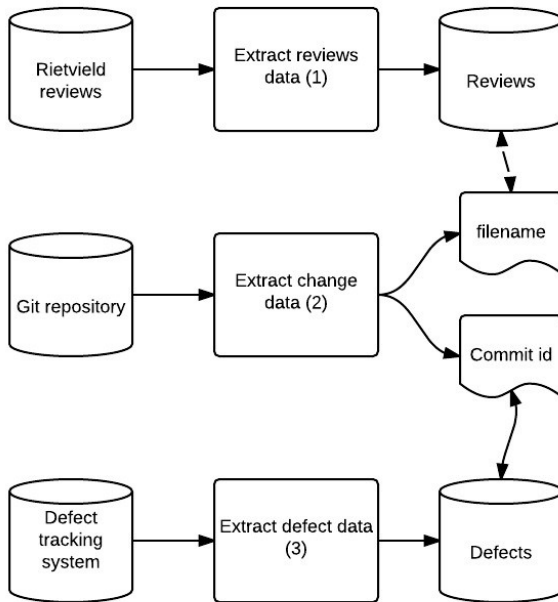 Rietvield
reviews
Extract reviews
data (1)
Reviews
filename
Git repository
Extract change
data (2)
Commit id
Defect
tracking
system
Extract defect data
(3)
Defects